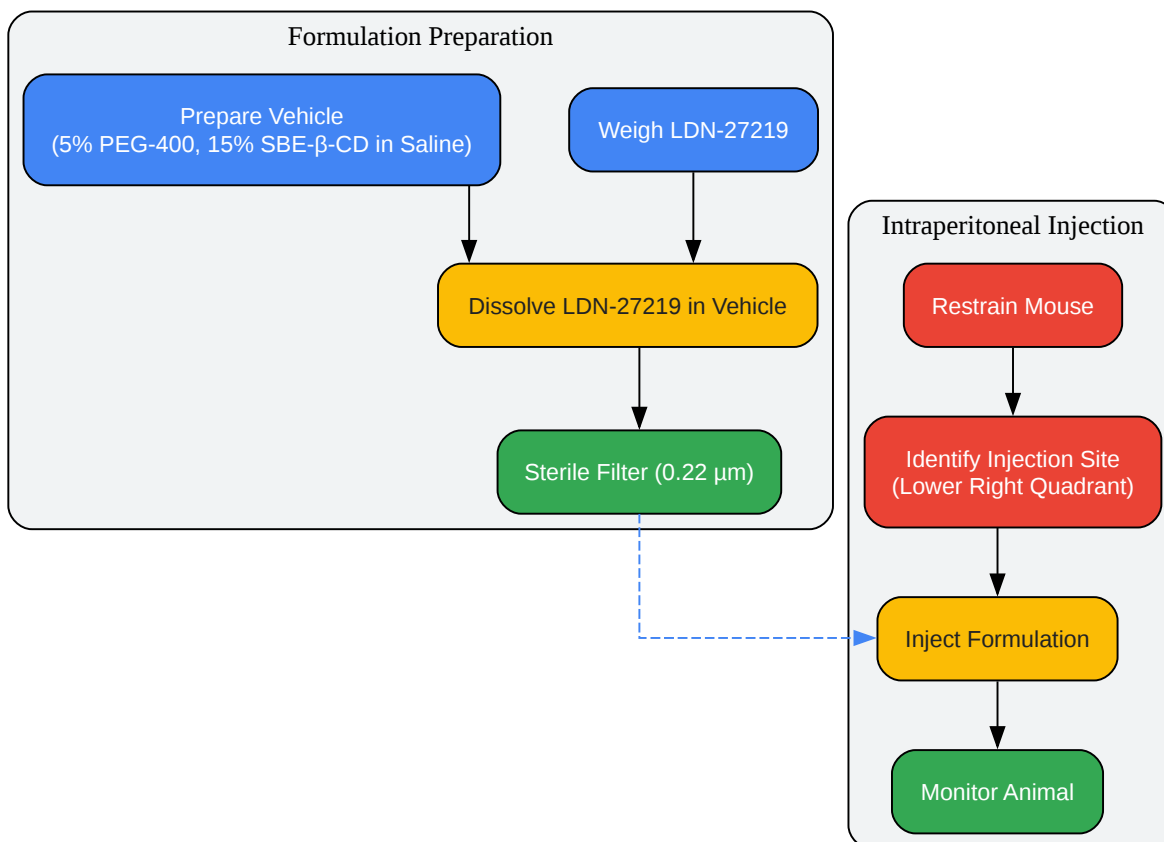 Formulation Preparation
Prepare Vehicle
(5% PEG-400, 15% SBE-β-CD in Saline)
Weigh LDN-27219
Dissolve LDN-27219 in Vehicle
Sterile Filter (0.22 µm)
Intraperitoneal Injection
Restrain Mouse
Identify Injection Site
(Lower Right Quadrant)
Inject Formulation
Monitor Animal